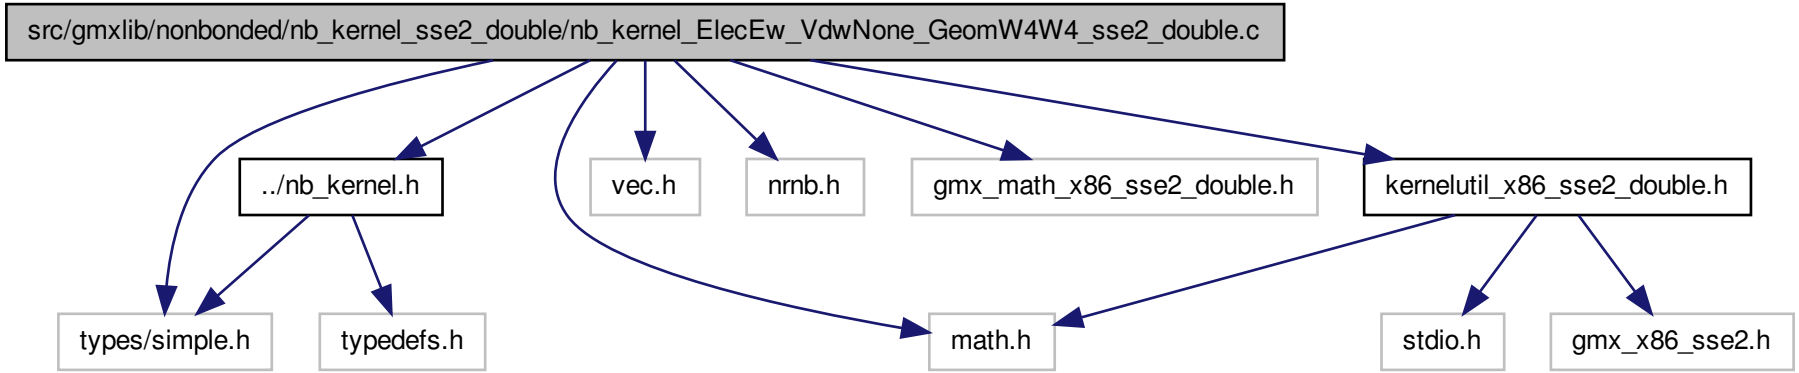 src/gmxlib/nonbonded/nb_kernel_sse2_double/nb_kernel_ElecEw_VdwNone_GeomW4W4_sse2_double.c
../nb_kernel.h
vec.h
nrnb.h
gmx_math_x86_sse2_double.h
kernelutil_x86_sse2_double.h
types/simple.h
typedefs.h
math.h
stdio.h
gmx_x86_sse2.h